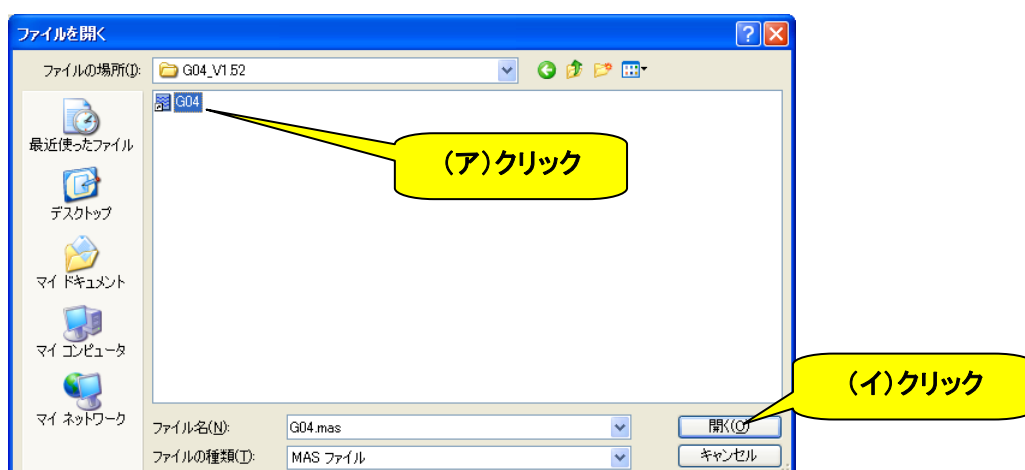 ファイルを開く
ファイルの場所(I):
G04_V1.52
G04
(ア)クリック
最近使ったファイル
デスクトップ
マイ ドキュメント
マイ コンピュータ
マイ ネットワーク
(イ)クリック
ファイル名(N):
G04.mas
開く(O)
ファイルの種類(T):
MAS ファイル
キャンセル